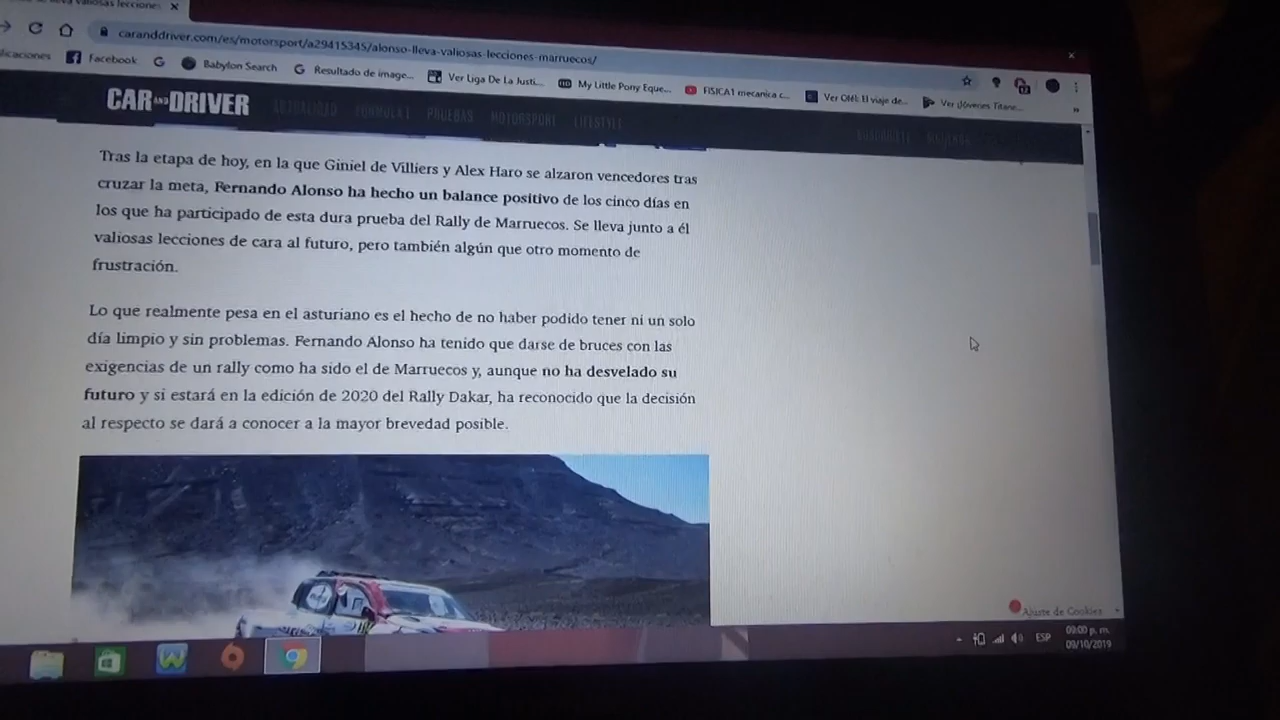 caranddriver.com/es/motorsport/a29415345/alonso-lleva-valiosas-lecciones-marruecos/
Facebook
Babylon Search
Resultado de image...
Ver Liga De La Justi...
My Little Pony Eque...
FISICA1 mecanica c...
Ver Olé!: El viaje de...
Ver Jóvenes Titane...
CAR AND DRIVER
ACTUALIDAD FÓRMULA 1 PRUEBAS MOTORSPORT LIFESTYLE
Tras la etapa de hoy, en la que Giniel de Villiers y Alex Haro se alzaron vencedores tras
cruzar la meta, Fernando Alonso ha hecho un balance positivo de los cinco días en
los que ha participado de esta dura prueba del Rally de Marruecos. Se lleva junto a él
valiosas lecciones de cara al futuro, pero también algún que otro momento de
frustración.
Lo que realmente pesa en el asturiano es el hecho de no haber podido tener ni un solo
día limpio y sin problemas. Fernando Alonso ha tenido que darse de bruces con las
exigencias de un rally como ha sido el de Marruecos y, aunque no ha desvelado su
futuro y si estará en la edición de 2020 del Rally Dakar, ha reconocido que la decisión
al respecto se dará a conocer a la mayor brevedad posible.
Ajuste de Cookies
ESP
09:00 p. m.
09/10/2019